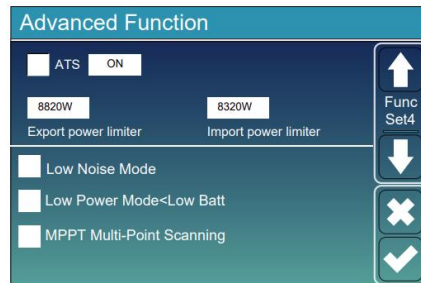 Advanced Function
ATS ON
8820W 8320W
Export power limiter Import power limiter
Func
Set4
Low Noise Mode
Low Power Mode<Low Batt
MPPT Multi-Point Scanning